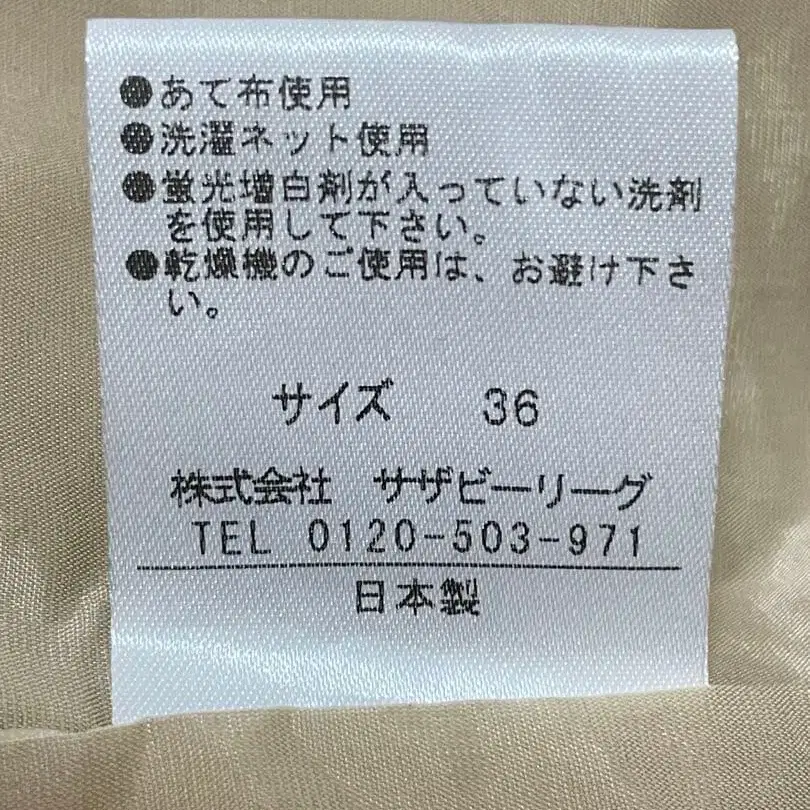 ●あて布使用
●洗濯ネット使用
●蛍光増白剤が入っていない洗剤
を使用して下さい。
●乾燥機のご使用は、お避け下さ
い。
サイズ 36
株式会社 サザビーリーグ
TEL 0120-503-971
日本製